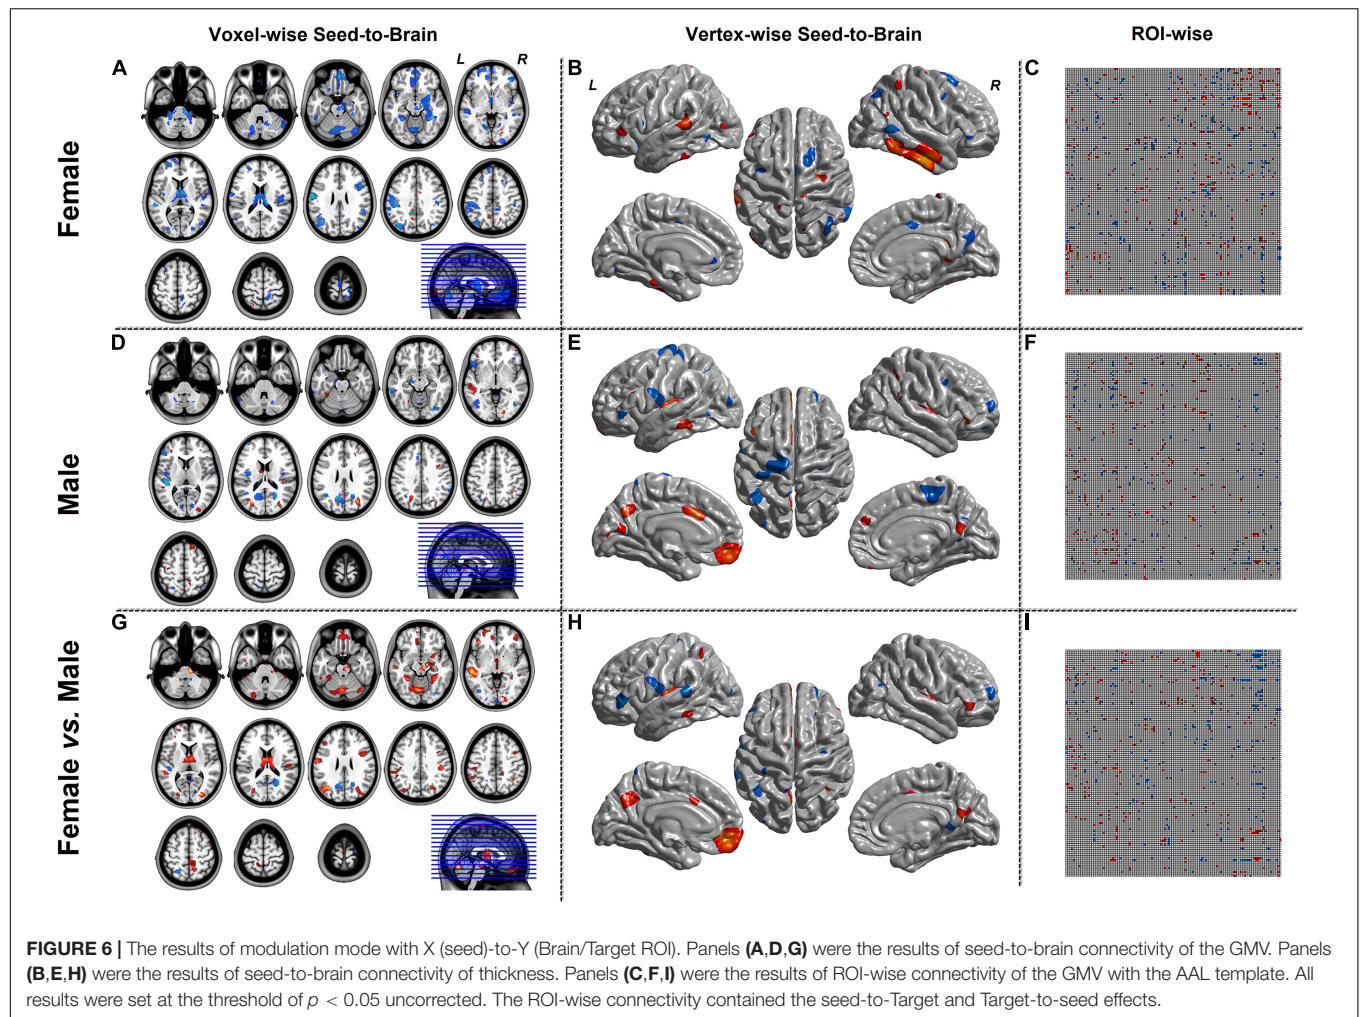 Voxel-wise Seed-to-Brain
Vertex-wise Seed-to-Brain
ROI-wise
Female
A
L
R
B
L
R
C
Male
D
E
F
Female vs. Male
G
H
I
FIGURE 6 | The results of modulation mode with X (seed)-to-Y (Brain/Target ROI). Panels (A,D,G) were the results of seed-to-brain connectivity of the GMV. Panels
(B,E,H) were the results of seed-to-brain connectivity of thickness. Panels (C,F,I) were the results of ROI-wise connectivity of the GMV with the AAL template. All
results were set at the threshold of p < 0.05 uncorrected. The ROI-wise connectivity contained the seed-to-Target and Target-to-seed effects.